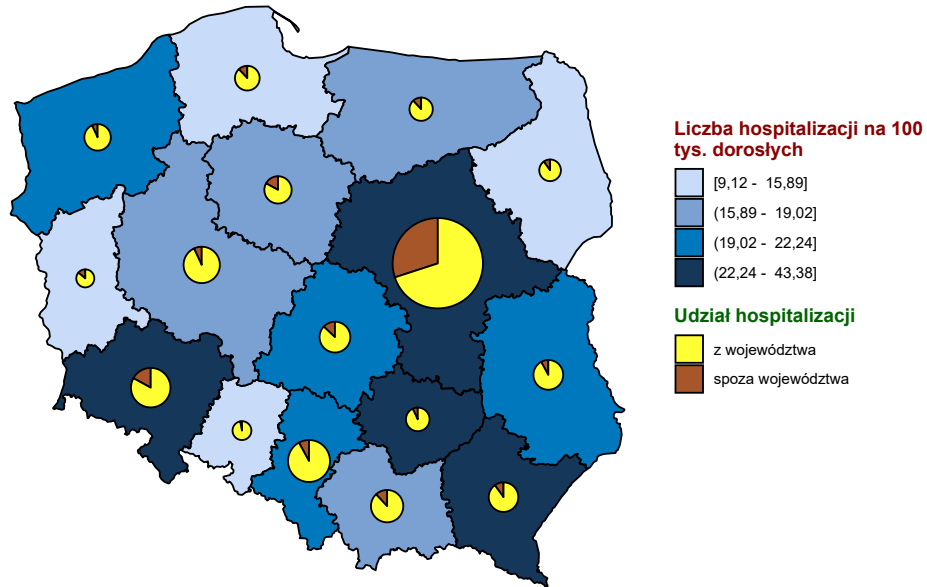 Liczba hospitalizacji na 100
tys. dorosłych
[9,12 - 15,89]
(15,89 - 19,02]
(19,02 - 22,24]
(22,24 - 43,38]
Udział hospitalizacji
z województwa
spoza województwa